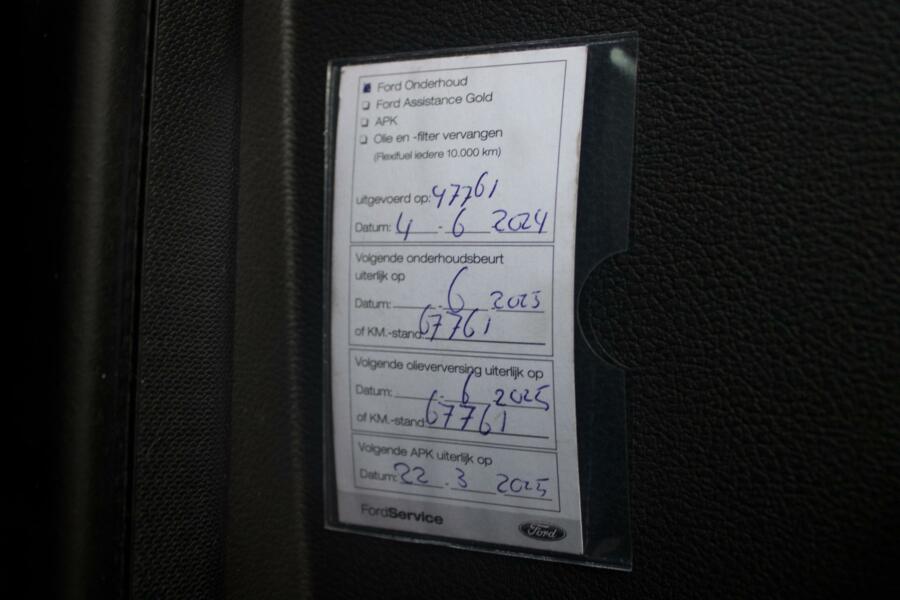 Ford Onderhoud
Ford Assistance Gold
APK
Olie en -filter vervangen
(Flexifuel iedere 10.000 km)
uitgevoerd op: 47761
Datum: 4 - 6 2024
Volgende onderhoudsbeurt
uiterlijk op
Datum: - 6 2025
of KM.-stand 67761
Volgende olieverversing uiterlijk op
Datum: - 6 2025
of KM.-stand 67761
Volgende APK uiterlijk op
Datum: 22 - 3 2025
FordService
Ford